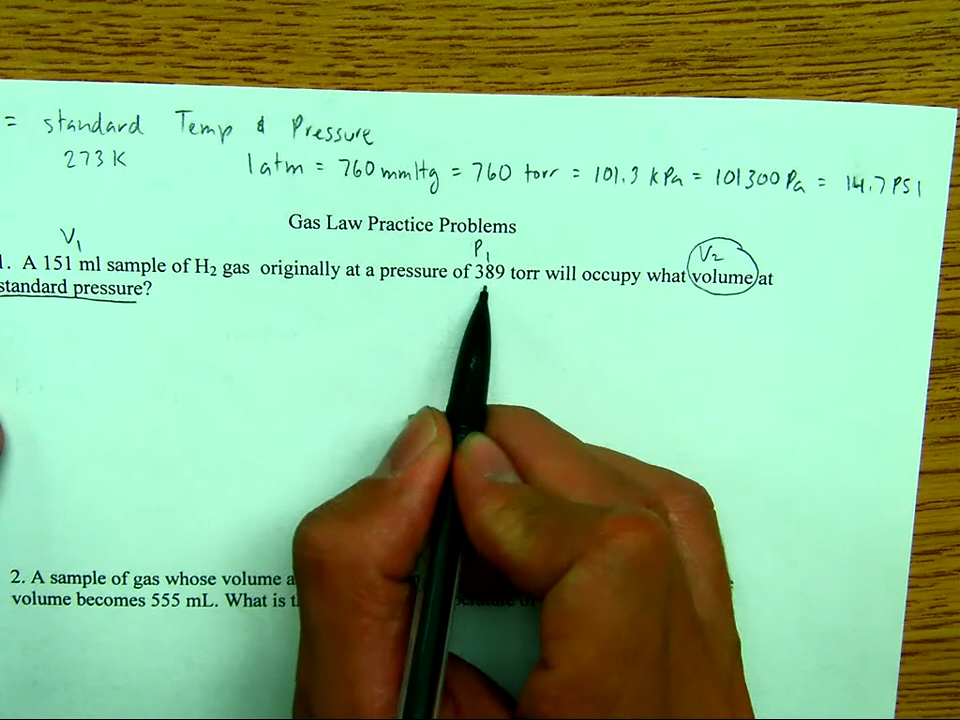 = standard Temp & Pressure
273 K 1 atm = 760 mmHg = 760 torr = 101.3 kPa = 101300 Pa = 14.7 PSI
Gas Law Practice Problems
V1 P1 V2
1. A 151 ml sample of H2 gas originally at a pressure of 389 torr will occupy what volume at
standard pressure?
2. A sample of gas whose volume
volume becomes 555 mL. What is